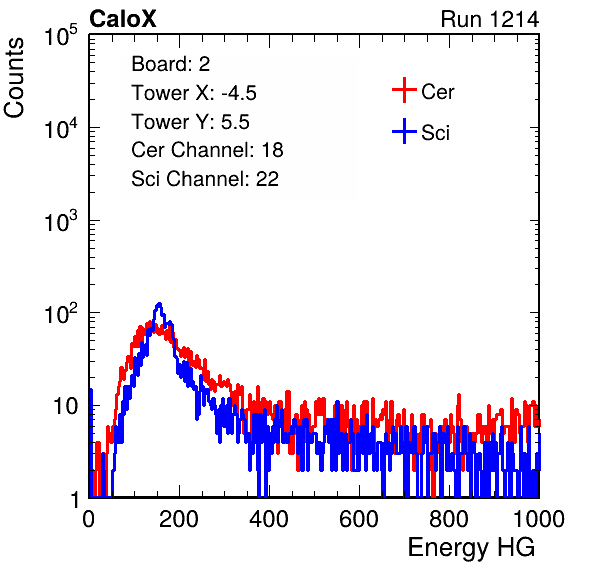 CaloX Run 1214
Counts
Board: 2
Tower X: -4.5
Tower Y: 5.5
Cer Channel: 18
Sci Channel: 22
Cer
Sci
10^5
10^4
10^3
10^2
10
1
0 200 400 600 800 1000
Energy HG